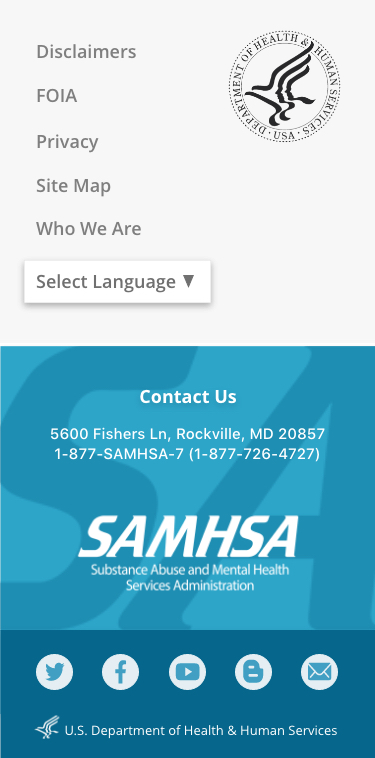 Disclaimers
DEPARTMENT OF HEALTH & HUMAN SERVICES · USA ·
FOIA
Privacy
Site Map
Who We Are
Select Language ▼
Contact Us
5600 Fishers Ln, Rockville, MD 20857
1-877-SAMHSA-7 (1-877-726-4727)
SAMHSA
Substance Abuse and Mental Health
Services Administration
U.S. Department of Health & Human Services